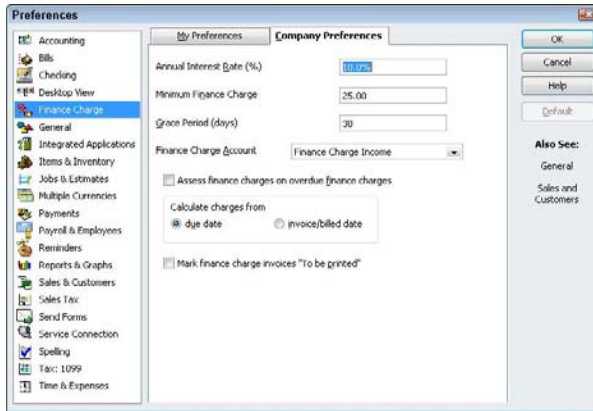 Preferences
Accounting
Bills
Checking
Desktop View
Finance Charge
General
Integrated Applications
Items & Inventory
Jobs & Estimates
Multiple Currencies
Payments
Payroll & Employees
Reminders
Reports & Graphs
Sales & Customers
Sales Tax
Send Forms
Service Connection
Spelling
Tax: 1099
Time & Expenses
My Preferences
Company Preferences
Annual Interest Rate (%) 10.0%
Minimum Finance Charge 25.00
Grace Period (days) 30
Finance Charge Account Finance Charge Income
Assess finance charges on overdue finance charges
Calculate charges from
due date invoice/billed date
Mark finance charge invoices "To be printed"
OK
Cancel
Help
Default
Also See:
General
Sales and
Customers